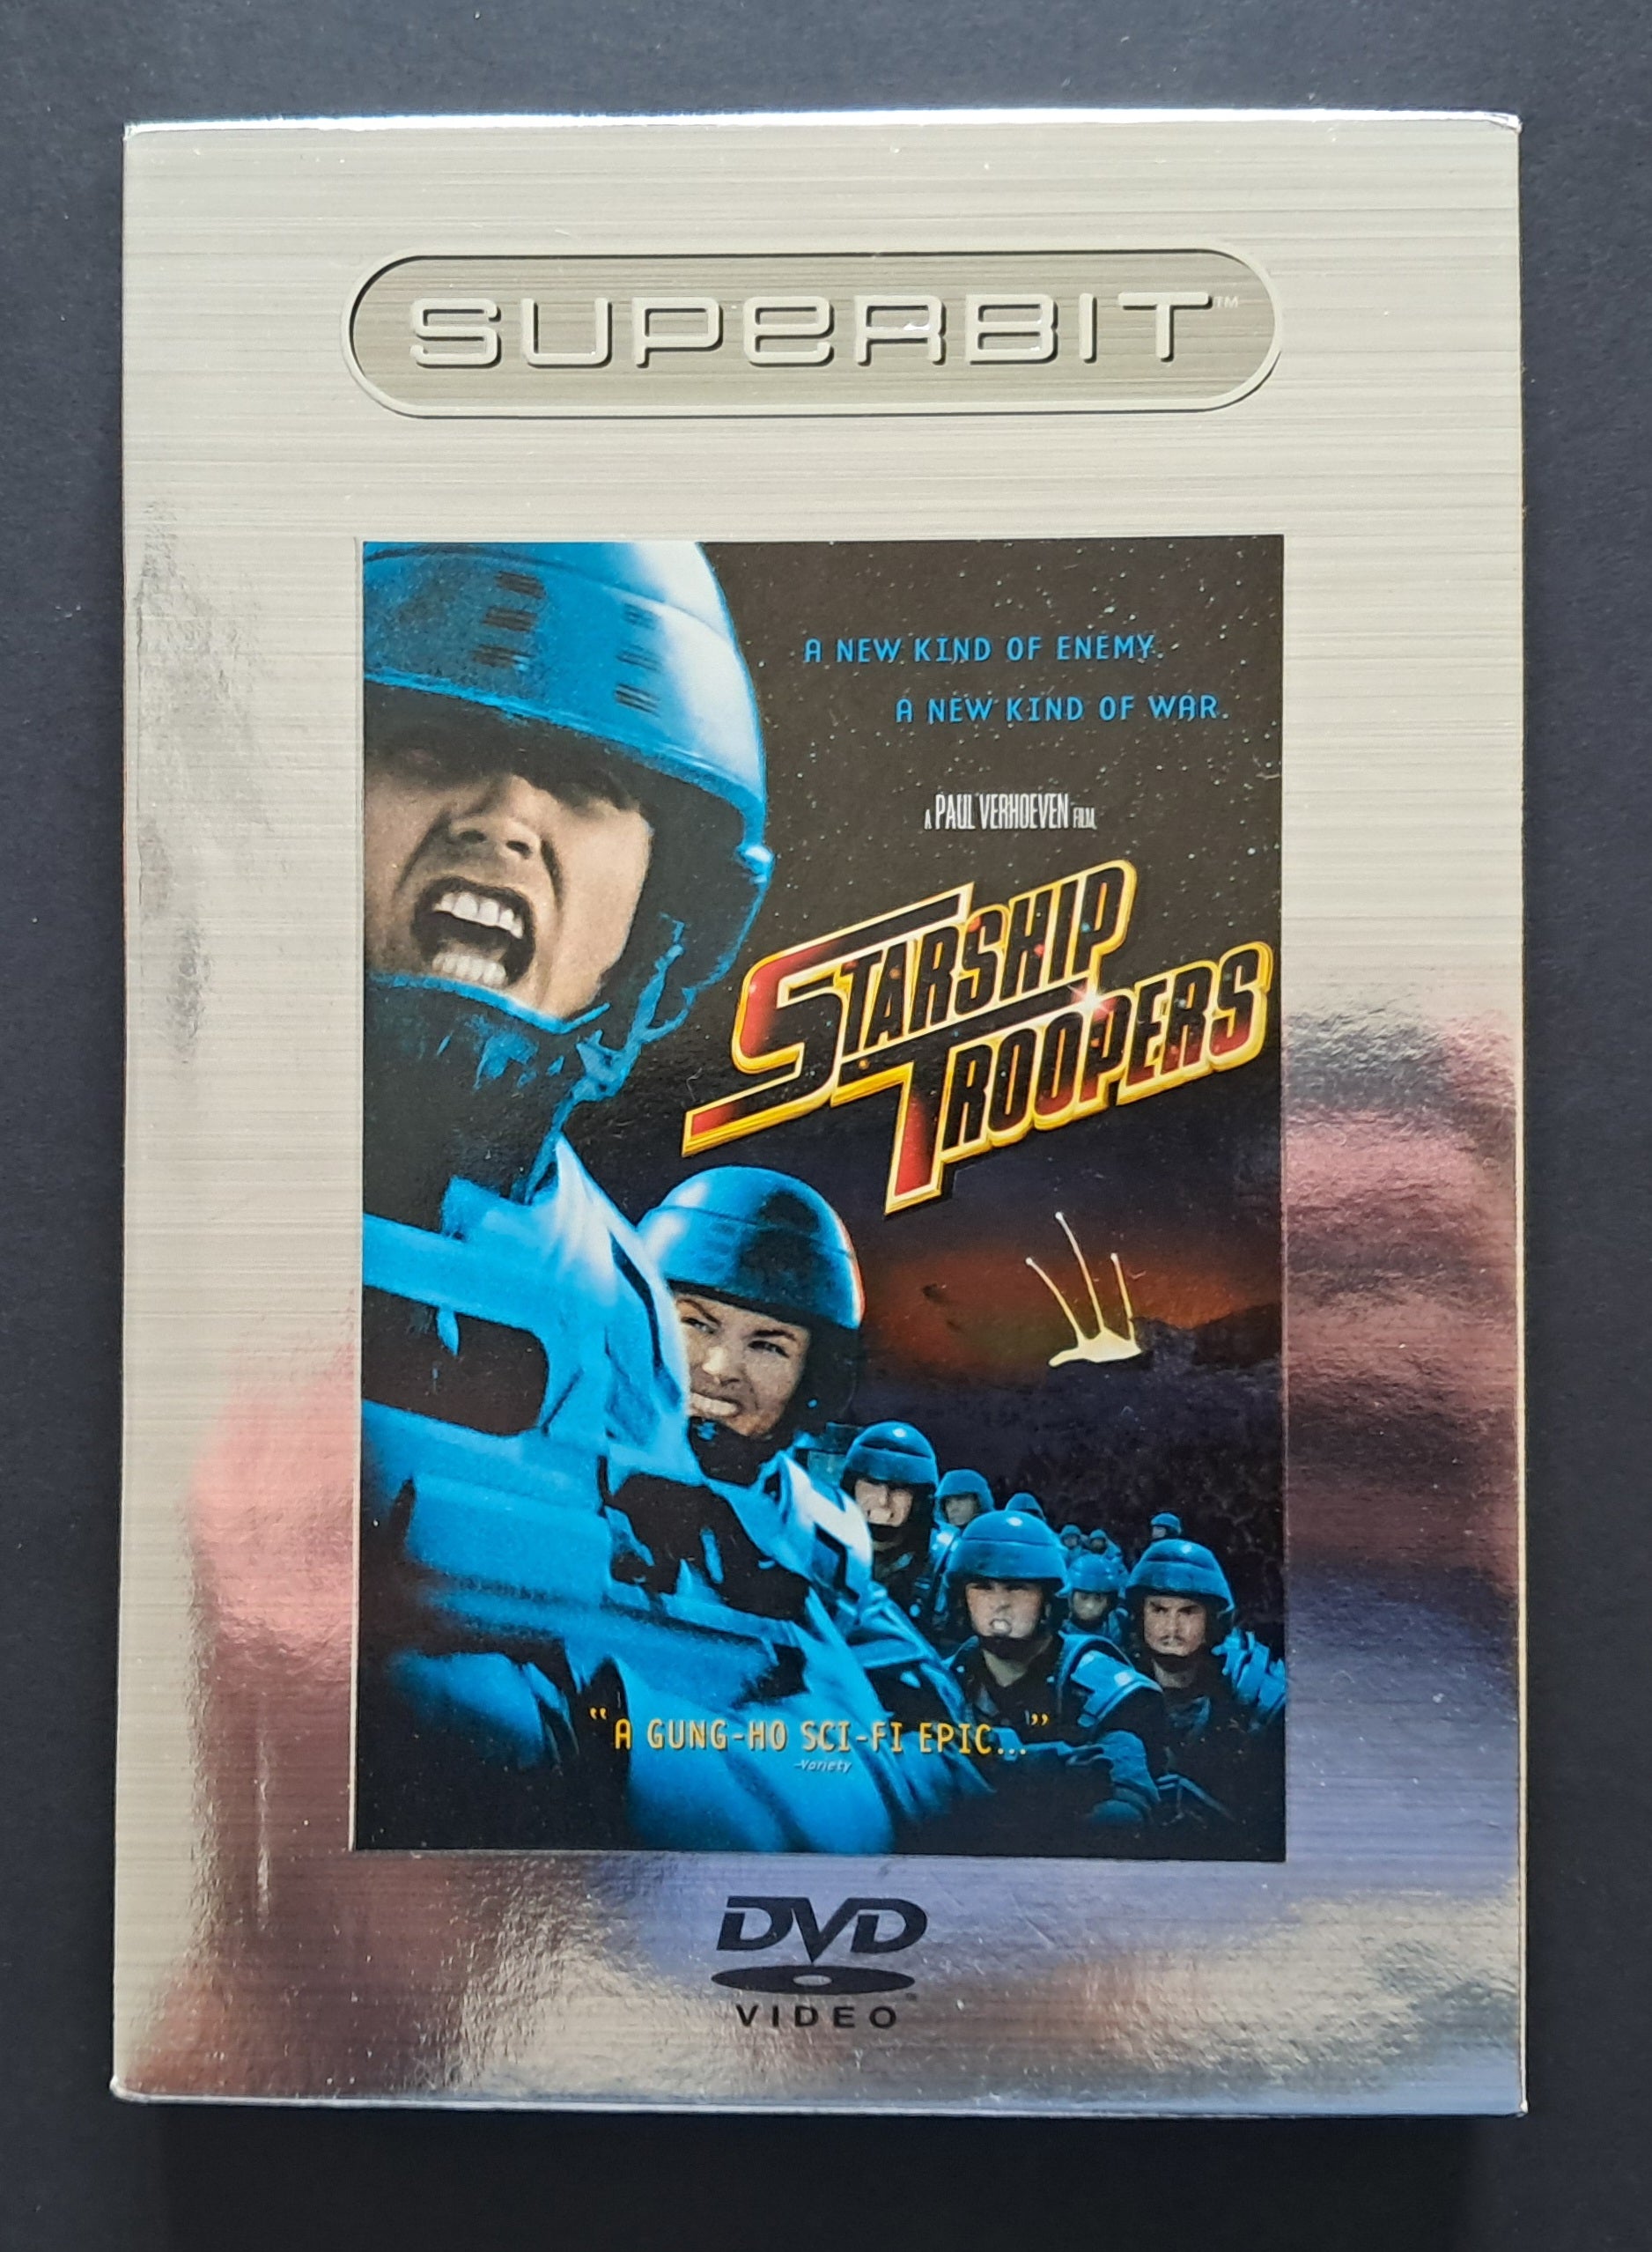 SUPERBIT™
A NEW KIND OF ENEMY.
A NEW KIND OF WAR.
A PAUL VERHOEVEN FILM
STARSHIP
TROOPERS
“A GUNG-HO SCI-FI EPIC...”
-Variety
DVD
VIDEO